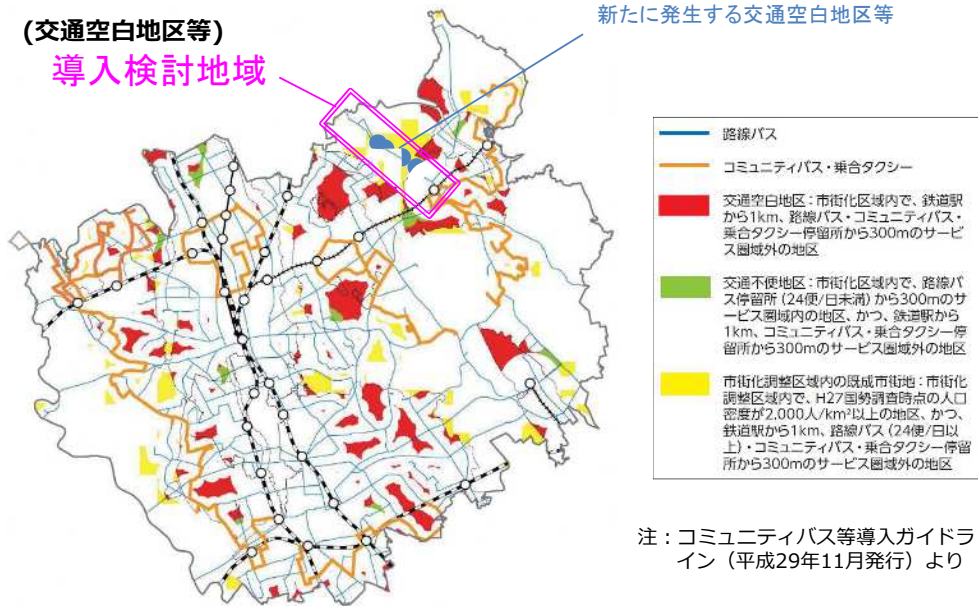 新たに発生する交通空白地区等
(交通空白地区等)
導入検討地域
路線バス
コミュニティバス・乗合タクシー
交通空白地区：市街化区域内で、鉄道駅
から1km、路線バス・コミュニティバス・
乗合タクシー停留所から300mのサービ
ス圏域外の地区
交通不便地区：市街化区域内で、路線バ
ス停留所（24便/日未満）から300mのサ
ービス圏域内の地区、かつ、鉄道駅から
1km、コミュニティバス・乗合タクシー停
留所から300mのサービス圏域外の地区
市街化調整区域内の既成市街地：市街化
調整区域内で、H27国勢調査時点の人口
密度が2,000人/km²以上の地区、かつ、
鉄道駅から1km、路線バス（24便/日以
上）・コミュニティバス・乗合タクシー停留
所から300mのサービス圏域外の地区
注：コミュニティバス等導入ガイドラ
イン（平成29年11月発行）より